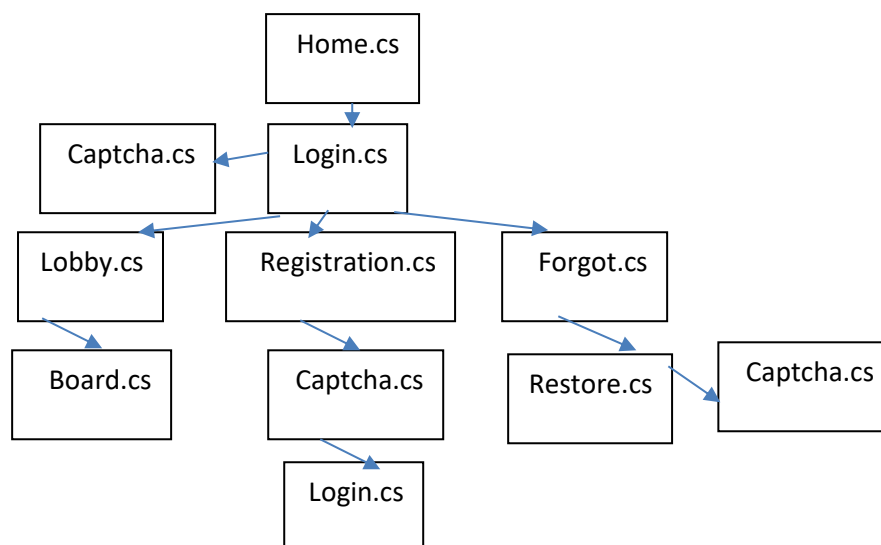 Home.cs
Captcha.cs
Login.cs
Lobby.cs
Registration.cs
Forgot.cs
Board.cs
Captcha.cs
Restore.cs
Captcha.cs
Login.cs